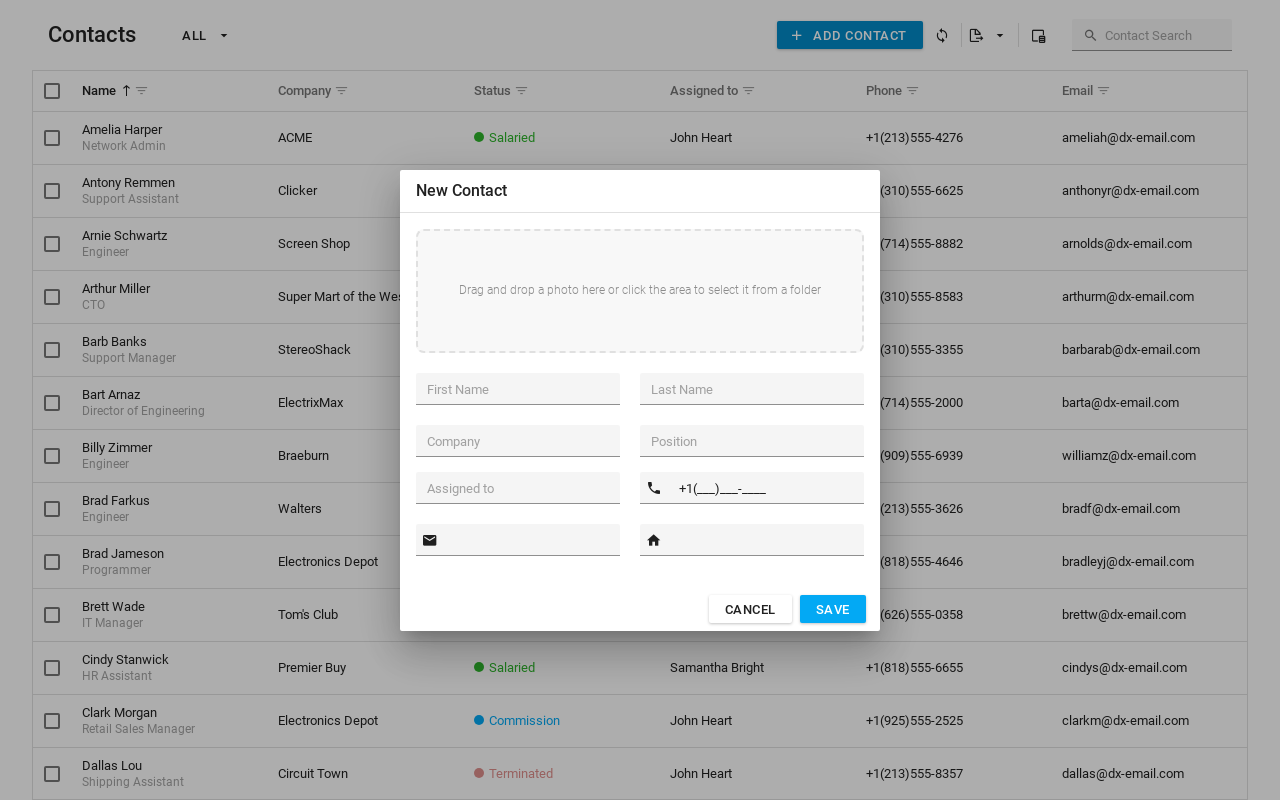 Contacts ALL ADD CONTACT Contact Search
Name Company Status Assigned to Phone Email
Amelia Harper
Network Admin
ACME Salaried John Heart +1(213)555-4276 ameliah@dx-email.com
Antony Remmen
Support Assistant
Clicker (310)555-6625 anthonyr@dx-email.com
Arnie Schwartz
Engineer
Screen Shop (714)555-8882 arnolds@dx-email.com
Arthur Miller
CTO
Super Mart of the (310)555-8583 arthurm@dx-email.com
Barb Banks
Support Manager
StereoShack (310)555-3355 barbarab@dx-email.com
Bart Arnaz
Director of Engineering
ElectrixMax (714)555-2000 barta@dx-email.com
Billy Zimmer
Engineer
Braeburn (909)555-6939 williamz@dx-email.com
Brad Farkus
Engineer
Walters (213)555-3626 bradf@dx-email.com
Brad Jameson
Programmer
Electronics Depot (818)555-4646 bradleyj@dx-email.com
Brett Wade
IT Manager
Tom's Club (626)555-0358 brettw@dx-email.com
Cindy Stanwick
HR Assistant
Premier Buy Salaried Samantha Bright +1(818)555-6655 cindys@dx-email.com
Clark Morgan
Retail Sales Manager
Electronics Depot Commission John Heart +1(925)555-2525 clarkm@dx-email.com
Dallas Lou
Shipping Assistant
Circuit Town Terminated John Heart +1(213)555-8357 dallas@dx-email.com
New Contact
Drag and drop a photo here or click the area to select it from a folder
First Name Last Name
Company Position
Assigned to +1(___)___-____
CANCEL SAVE